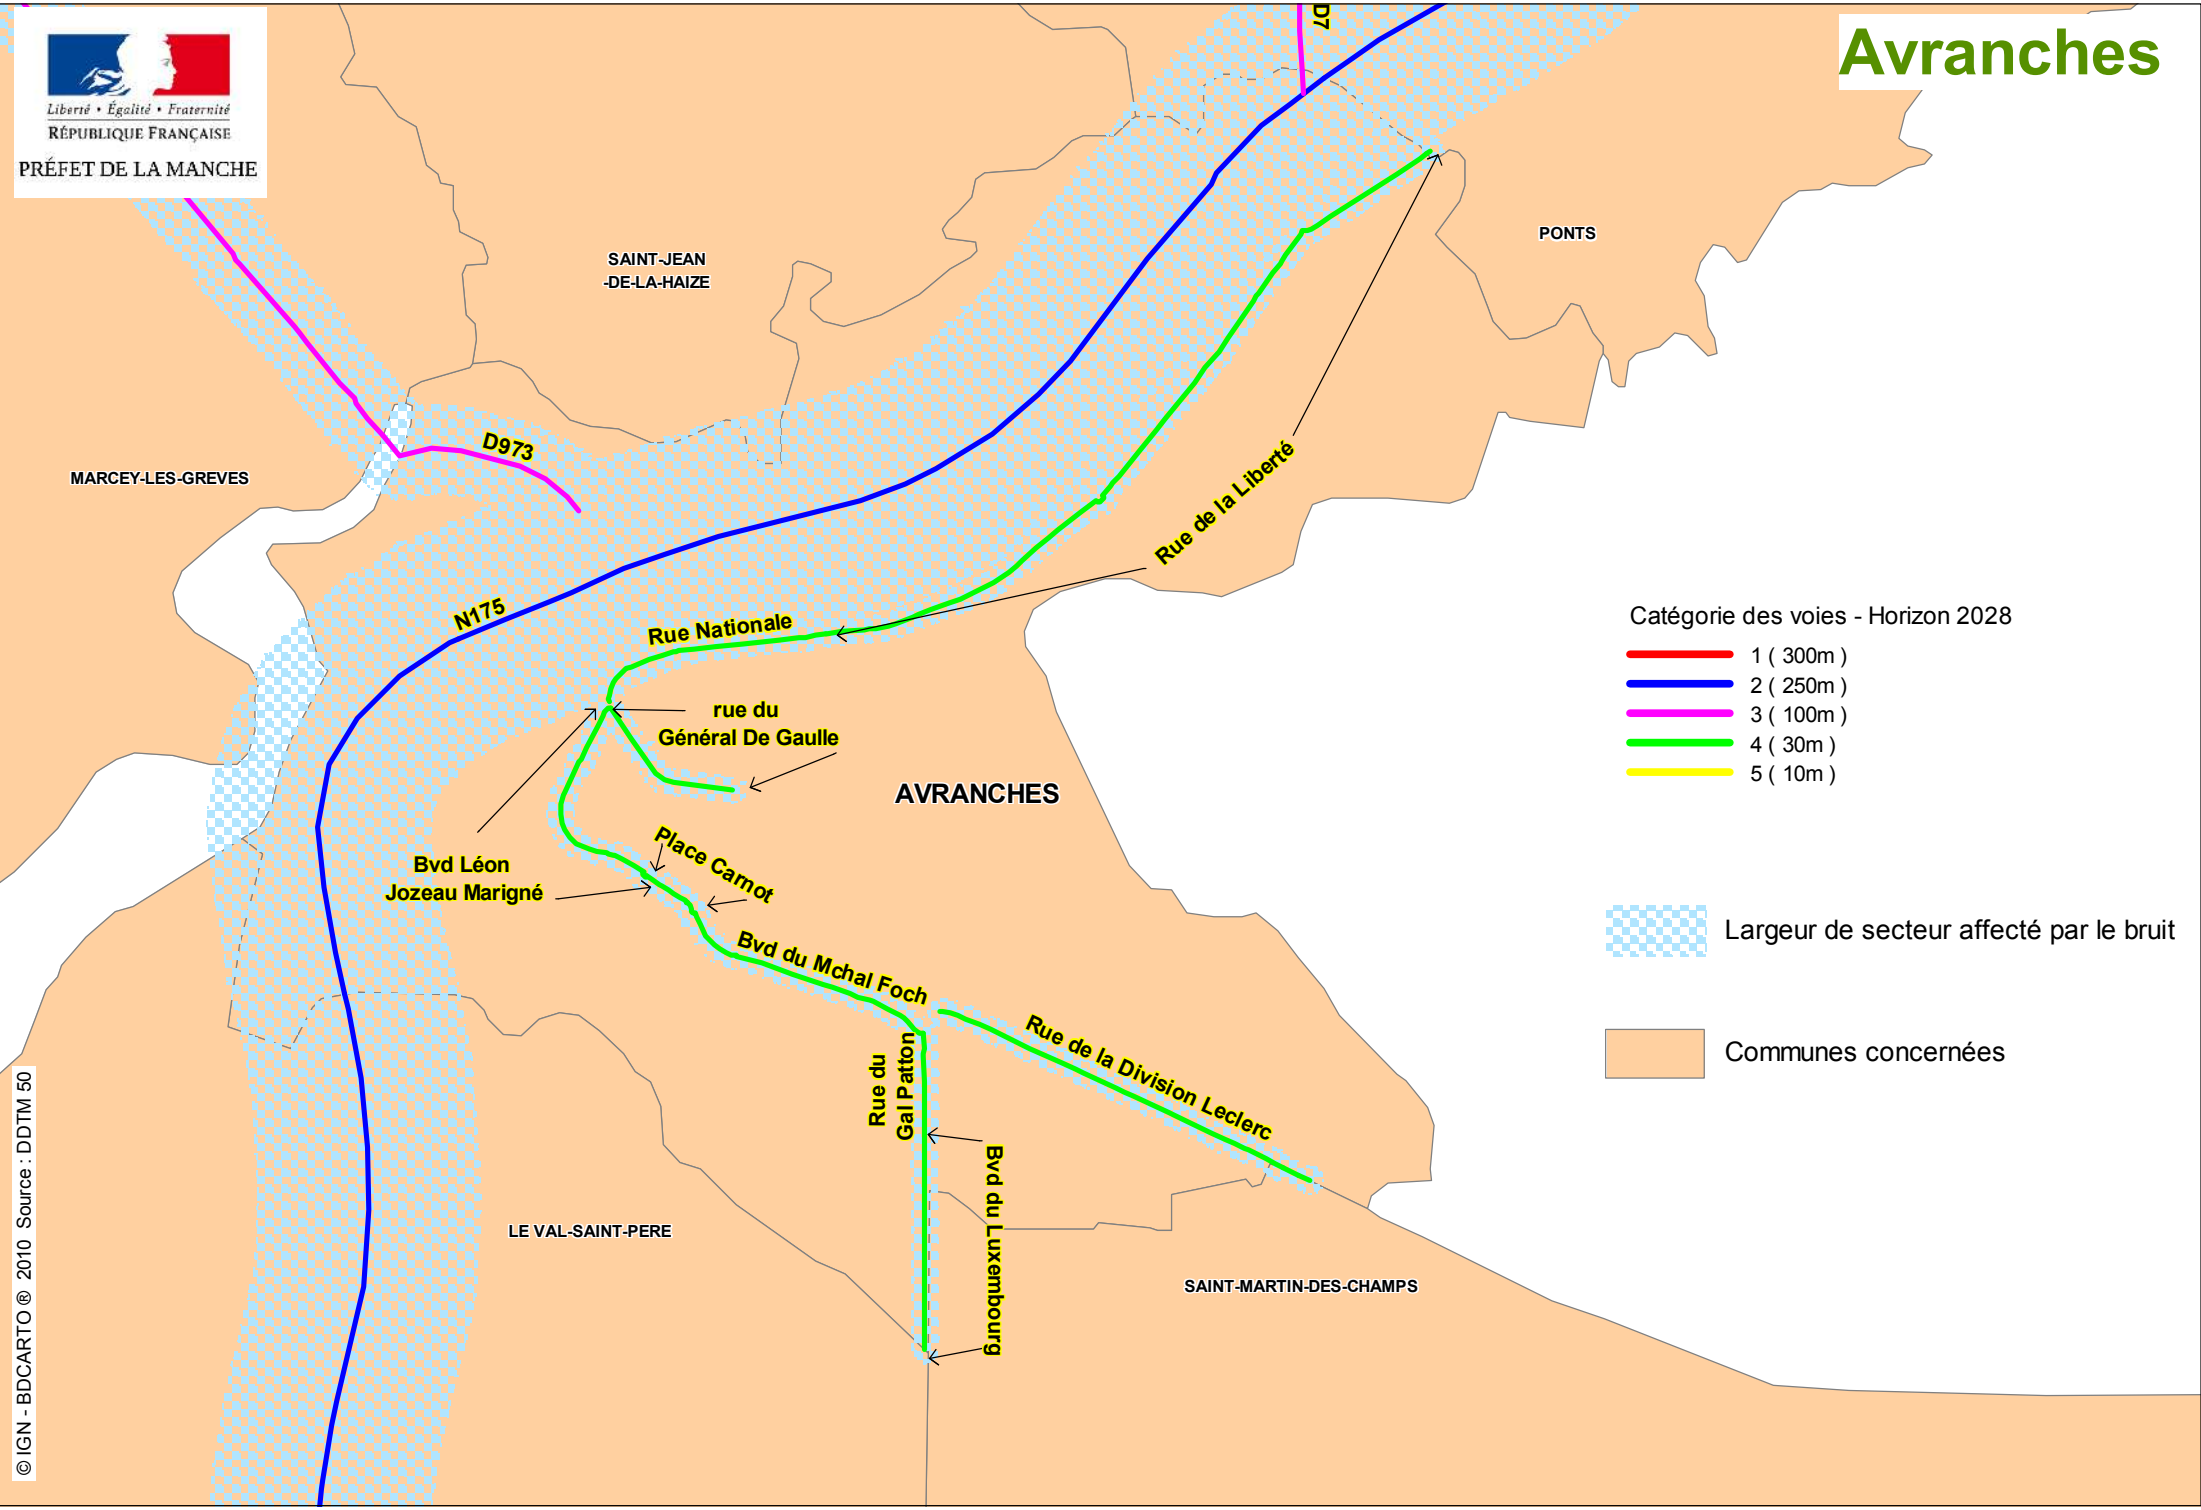 Avranches
Liberté • Égalité • Fraternité
RÉPUBLIQUE FRANÇAISE
PRÉFET DE LA MANCHE
D7
PONTS
SAINT-JEAN
-DE-LA-HAIZE
D973
MARCEY-LES-GREVES
Rue de la Liberté
N175
Rue Nationale
rue du
Général De Gaulle
AVRANCHES
Place Carnot
Bvd Léon
Jozeau Marigné
Bvd du Mchal Foch
Rue de la Division Leclerc
Rue du
Gal Patton
Bvd du Luxembourg
LE VAL-SAINT-PERE
SAINT-MARTIN-DES-CHAMPS
Catégorie des voies - Horizon 2028
1 ( 300m )
2 ( 250m )
3 ( 100m )
4 ( 30m )
5 ( 10m )
Largeur de secteur affecté par le bruit
Communes concernées
© IGN - BDCARTO ® 2010 Source : DDTM 50